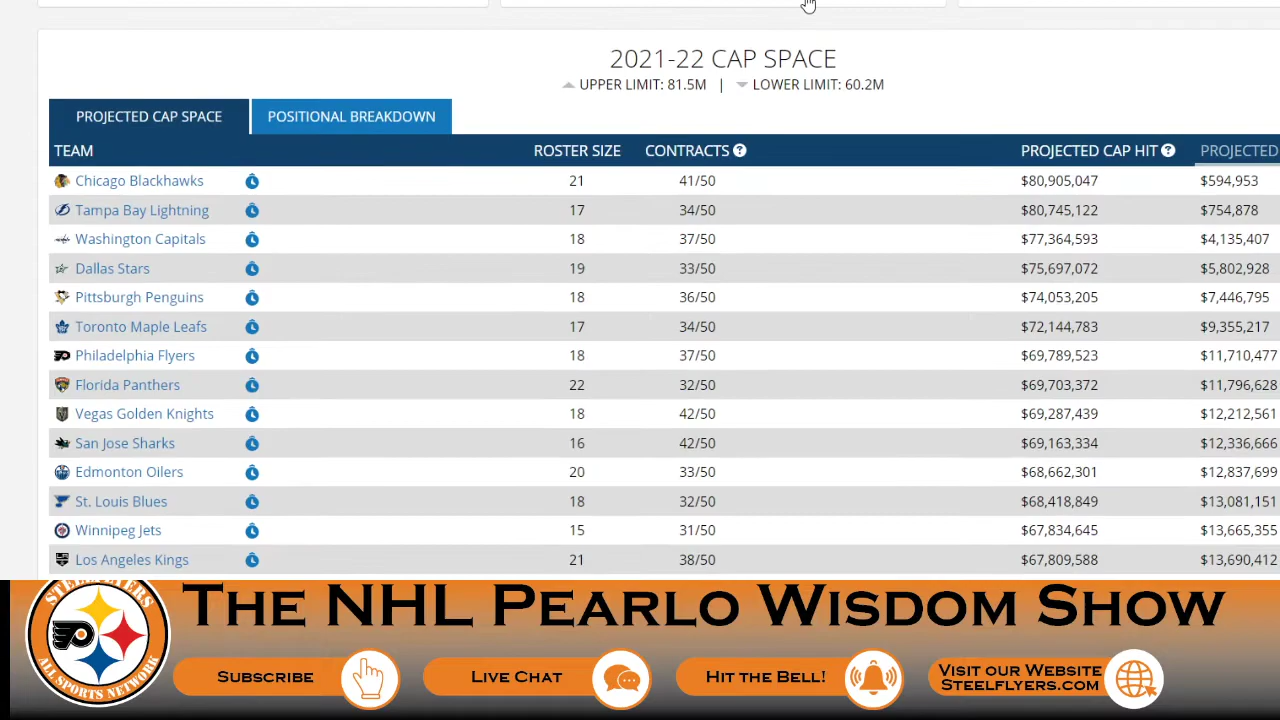 2021-22 CAP SPACE
UPPER LIMIT: 81.5M | LOWER LIMIT: 60.2M
PROJECTED CAP SPACE POSITIONAL BREAKDOWN
TEAM ROSTER SIZE CONTRACTS ? PROJECTED CAP HIT ? PROJECTED
Chicago Blackhawks 21 41/50 $80,905,047 $594,953
Tampa Bay Lightning 17 34/50 $80,745,122 $754,878
Washington Capitals 18 37/50 $77,364,593 $4,135,407
Dallas Stars 19 33/50 $75,697,072 $5,802,928
Pittsburgh Penguins 18 36/50 $74,053,205 $7,446,795
Toronto Maple Leafs 17 34/50 $72,144,783 $9,355,217
Philadelphia Flyers 18 37/50 $69,789,523 $11,710,477
Florida Panthers 22 32/50 $69,703,372 $11,796,628
Vegas Golden Knights 18 42/50 $69,287,439 $12,212,561
San Jose Sharks 16 42/50 $69,163,334 $12,336,666
Edmonton Oilers 20 33/50 $68,662,301 $12,837,699
St. Louis Blues 18 32/50 $68,418,849 $13,081,151
Winnipeg Jets 15 31/50 $67,834,645 $13,665,355
Los Angeles Kings 21 38/50 $67,809,588 $13,690,412
STEELFLYERS
ALL SPORTS NETWORK
THE NHL PEARLO WISDOM SHOW
SUBSCRIBE
LIVE CHAT
HIT THE BELL!
VISIT OUR WEBSITE
STEELFLYERS.COM